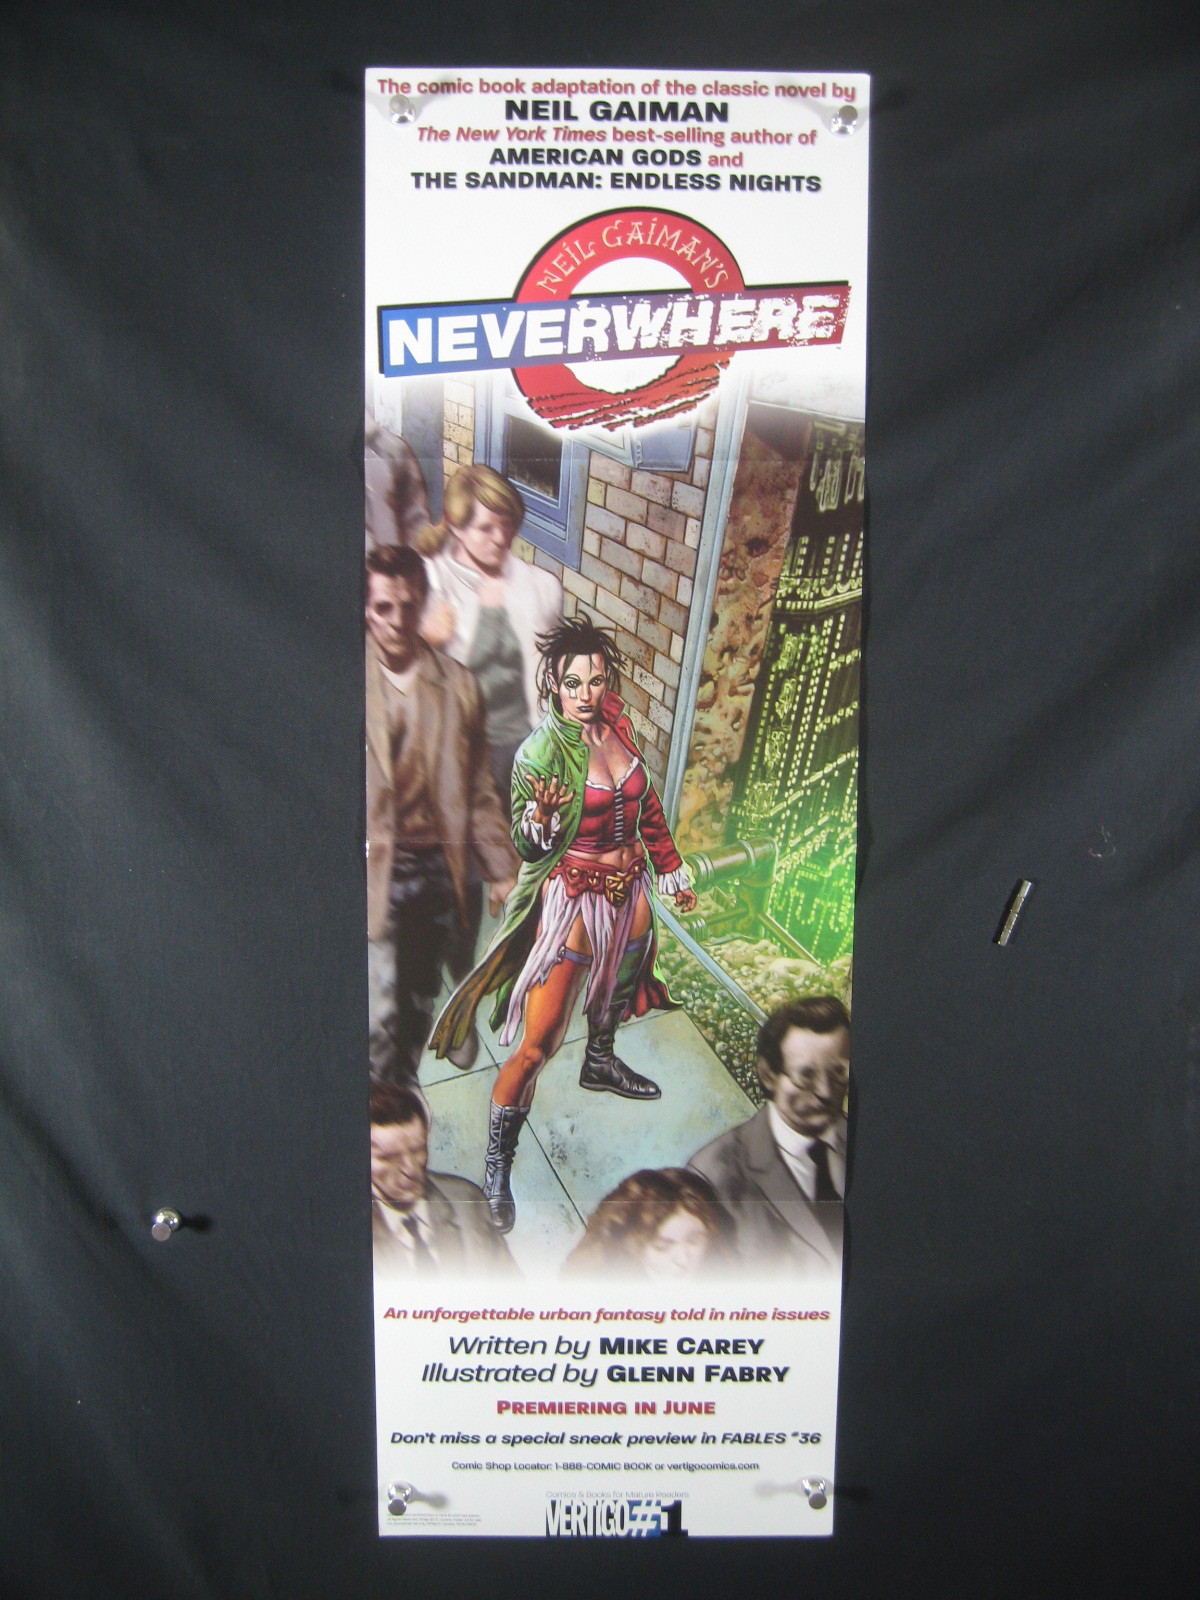 The comic book adaptation of the classic novel by
NEIL GAIMAN
The New York Times best-selling author of
AMERICAN GODS and
THE SANDMAN: ENDLESS NIGHTS
NEIL GAIMAN'S
NEVERWHERE
An unforgettable urban fantasy told in nine issues
Written by MIKE CAREY
Illustrated by GLENN FABRY
PREMIERING IN JUNE
Don't miss a special sneak preview in FABLES #36
Comic Shop Locator: 1-888-COMIC BOOK or vertigocomics.com
Comics & Books for Mature Readers
VERTIGO #1